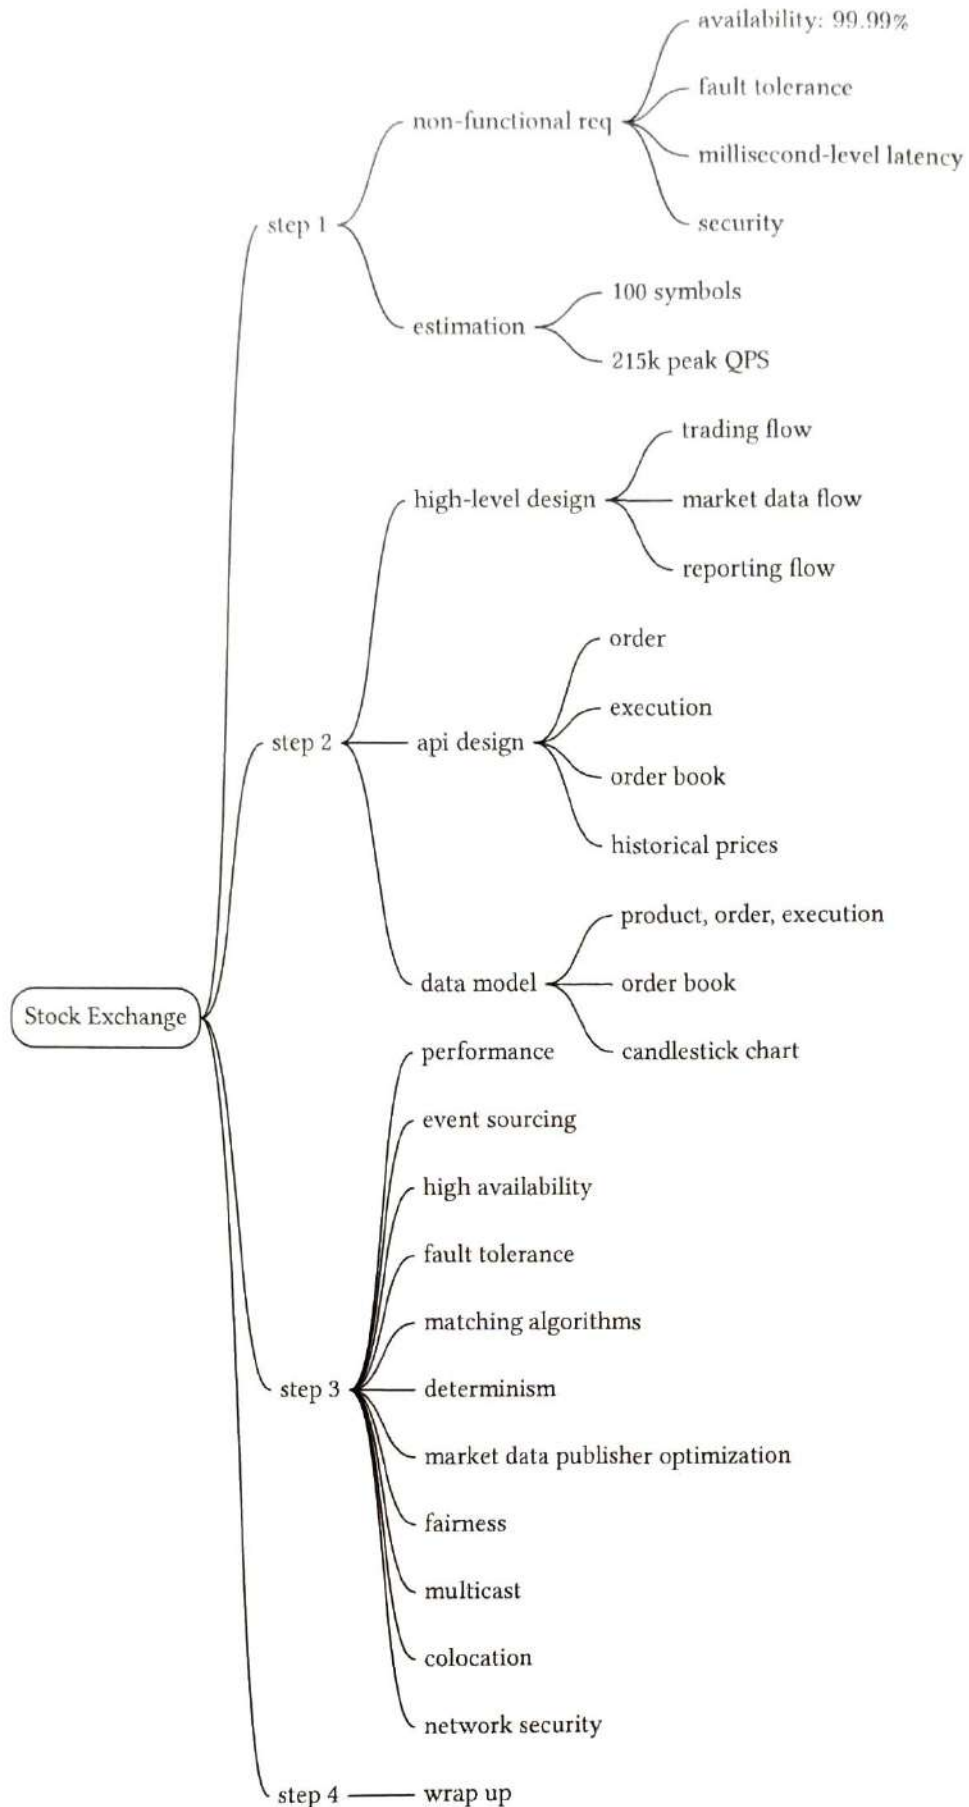 availability: 99.99%
fault tolerance
non-functional req
millisecond-level latency
security
step 1
100 symbols
estimation
215k peak QPS
trading flow
high-level design
market data flow
reporting flow
order
execution
step 2
api design
order book
historical prices
product, order, execution
data model
order book
candlestick chart
Stock Exchange
performance
event sourcing
high availability
fault tolerance
matching algorithms
step 3
determinism
market data publisher optimization
fairness
multicast
colocation
network security
step 4
wrap up